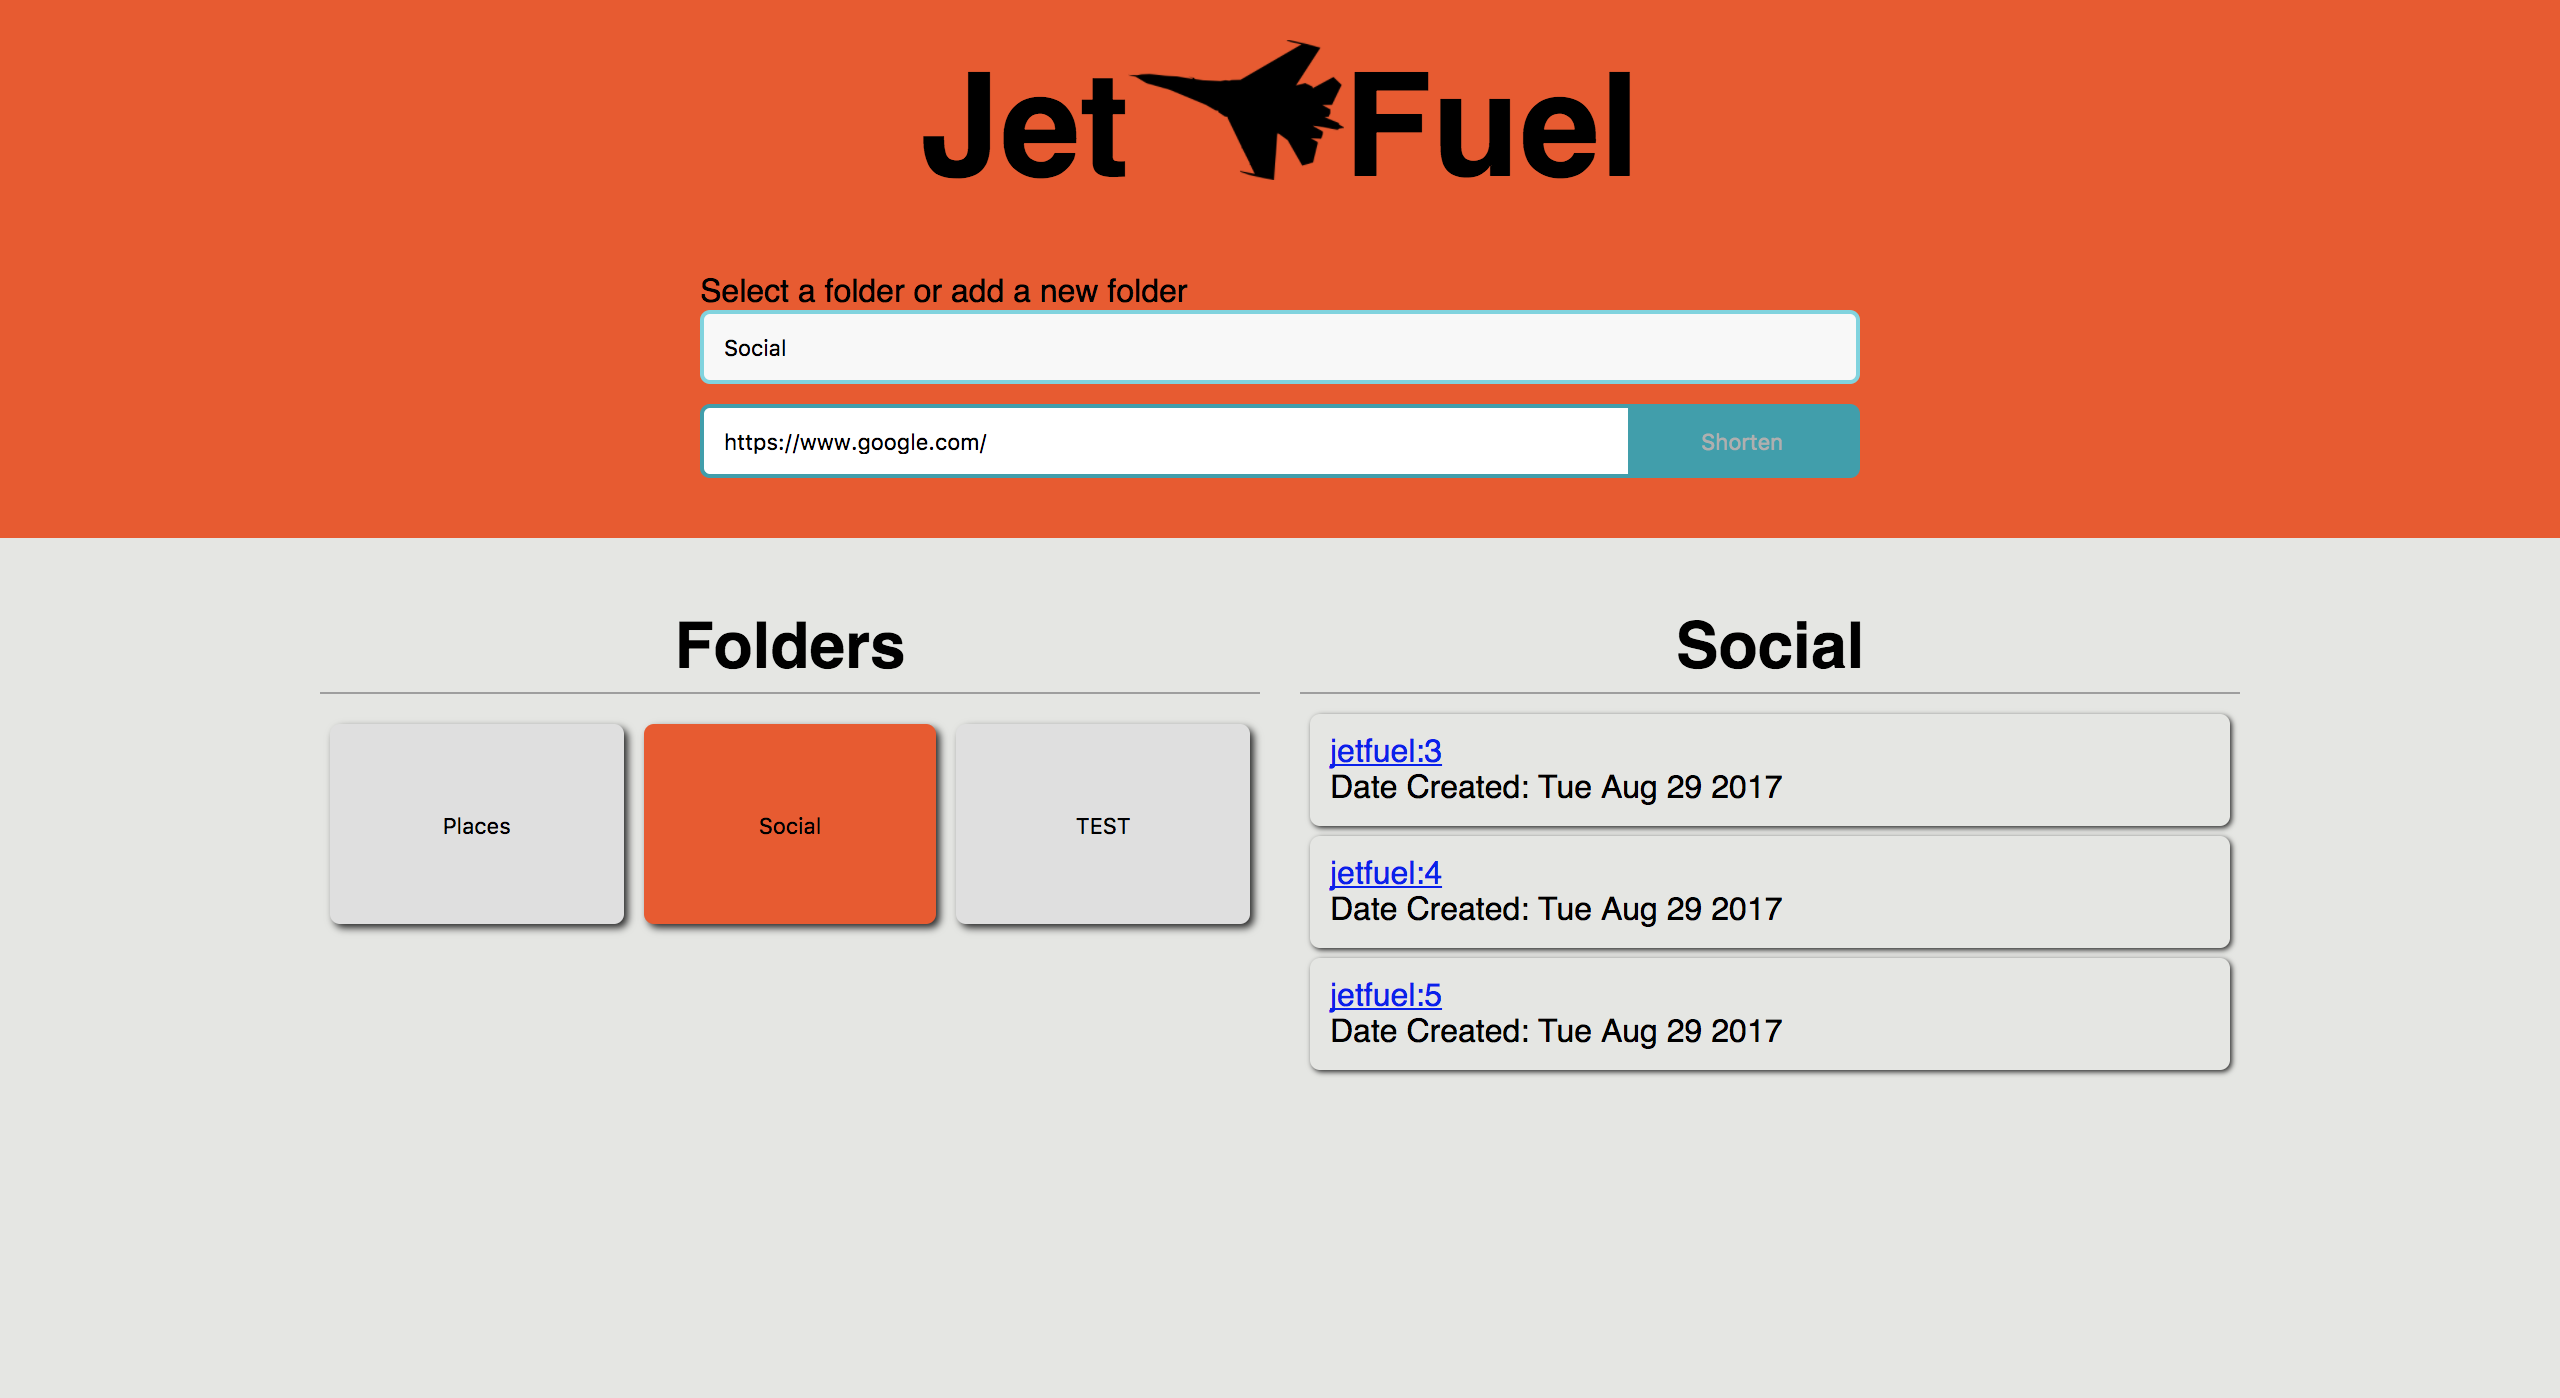 Jet Fuel
Select a folder or add a new folder
Social
https://www.google.com/
Shorten
Folders
Places
Social
TEST
Social
jetfuel:3
Date Created: Tue Aug 29 2017
jetfuel:4
Date Created: Tue Aug 29 2017
jetfuel:5
Date Created: Tue Aug 29 2017